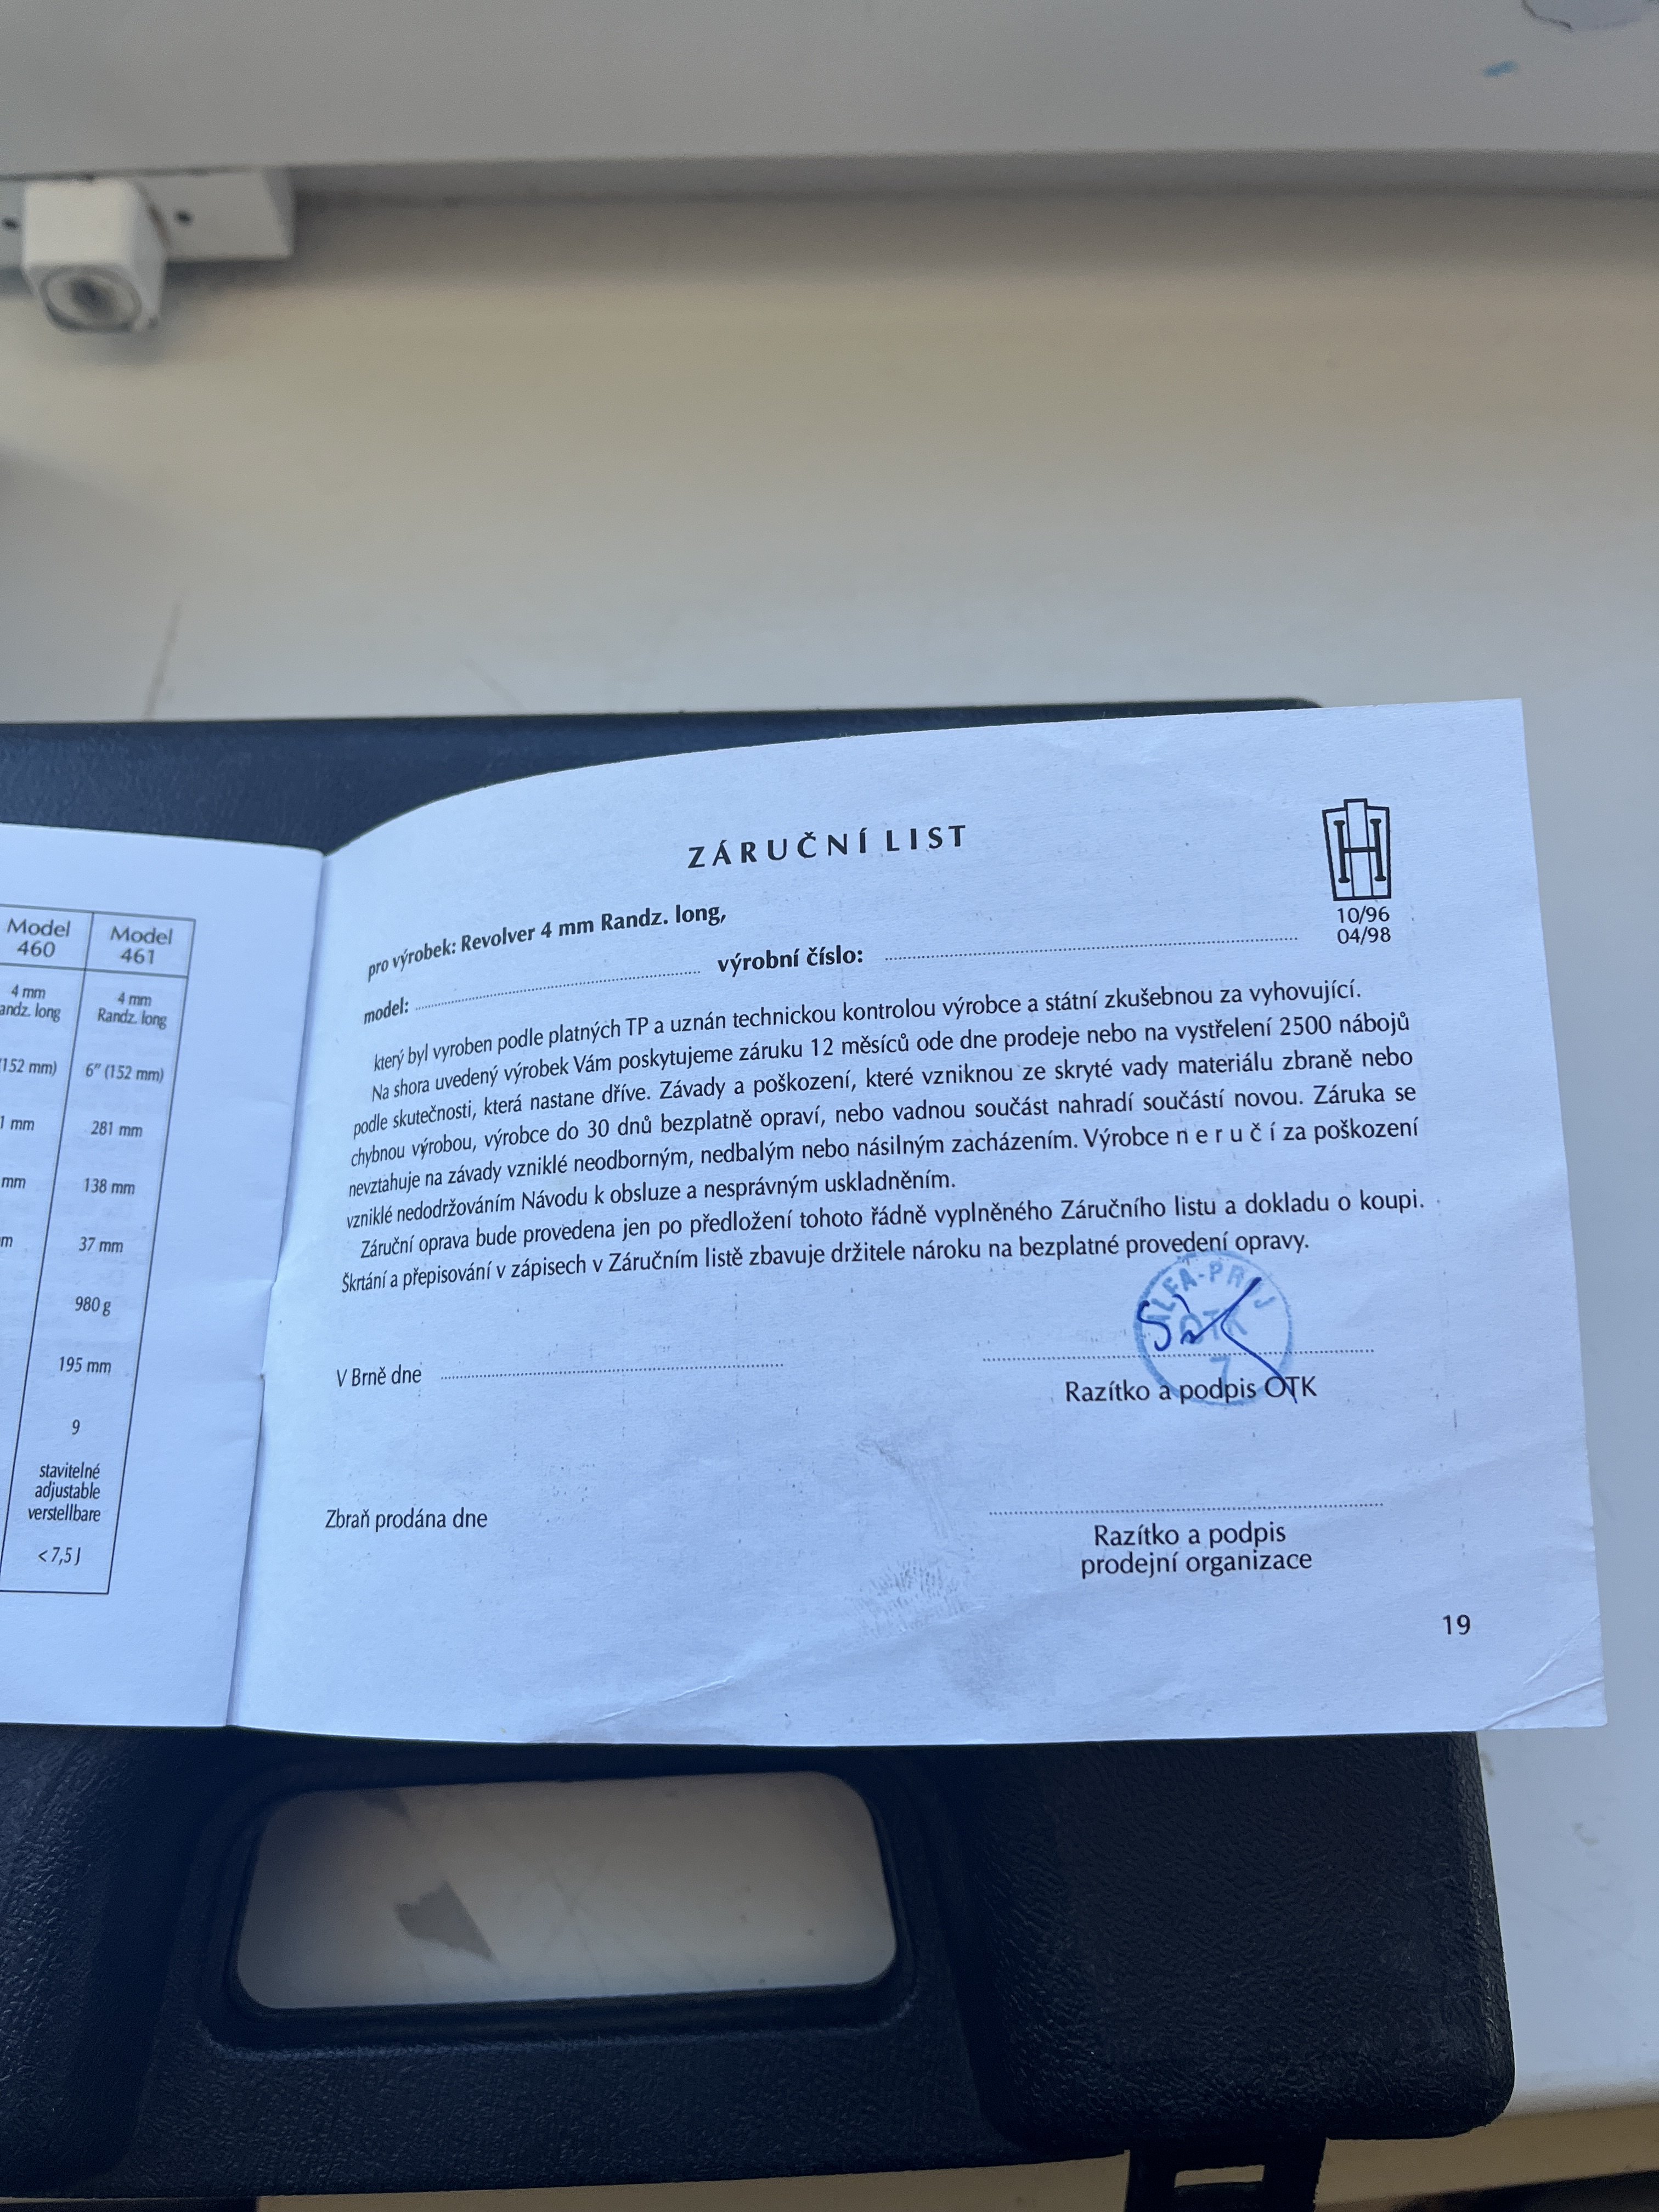 Model
460
Model
461
4 mm
4 mm
Randz. long
long
(152 mm)
6" (152 mm)
mm
281 mm
mm
138 mm
37 mm
980 g
195 mm
9
stavitelné
adjustable
verstellbare
< 7,5 J
ZÁRUČNÍ LIST
H
10/96
04/98
pro výrobek: Revolver 4 mm Randz. long,
model: výrobní číslo:
který byl vyroben podle platných TP a uznán technickou kontrolou výrobce a státní zkušebnou za vyhovující.
Na shora uvedený výrobek Vám poskytujeme záruku 12 měsíců ode dne prodeje nebo na vystřelení 2500 nábojů
podle skutečnosti, která nastane dříve. Závady a poškození, které vzniknou ze skryté vady materiálu zbraně nebo
chybnou výrobou, výrobce do 30 dnů bezplatně opraví, nebo vadnou součást nahradí součástí novou. Záruka se
nevztahuje na závady vzniklé neodborným, nedbalým nebo násilným zacházením. Výrobce n e r u č í za poškození
vzniklé nedodržováním Návodu k obsluze a nesprávným uskladněním.
Záruční oprava bude provedena jen po předložení tohoto řádně vyplněného Záručního listu a dokladu o koupi.
Škrtání a přepisování v zápisech v Záručním listě zbavuje držitele nároku na bezplatné provedení opravy.
ALFA-PROJ
OTK
7
V Brně dne
Razítko a podpis OTK
Zbraň prodána dne
Razítko a podpis
prodejní organizace
19